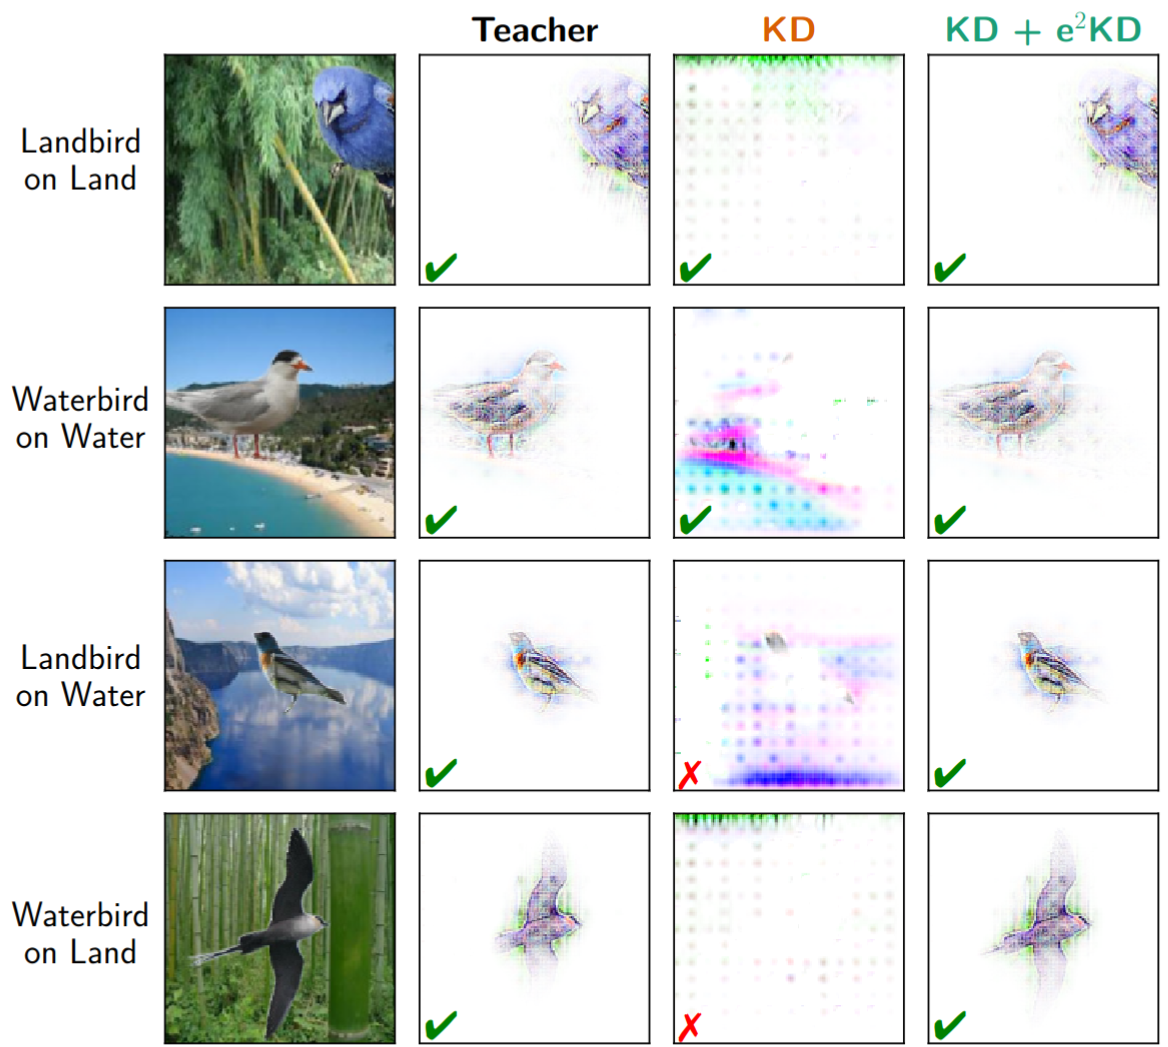 Teacher KD KD + e²KD
Landbird
on Land
✔ ✔ ✔
Waterbird
on Water
✔ ✔ ✔
Landbird
on Water
✔ ✗ ✔
Waterbird
on Land
✔ ✗ ✔